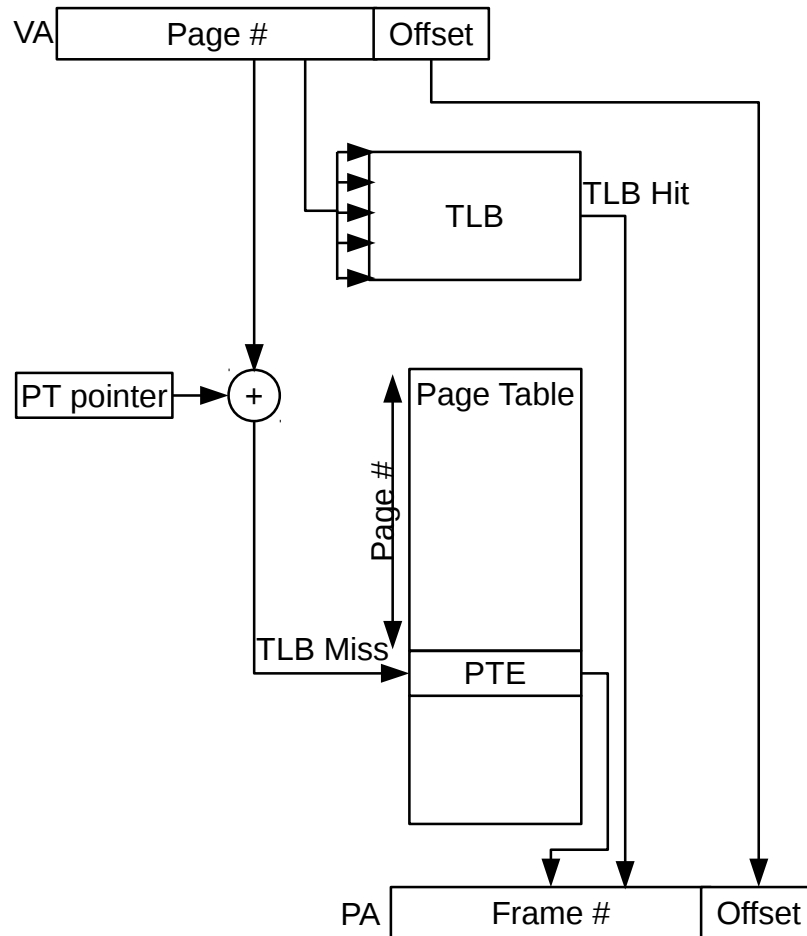 VA Page # Offset
TLB Hit
TLB
PT pointer + Page Table
Page #
TLB Miss
PTE
PA Frame # Offset